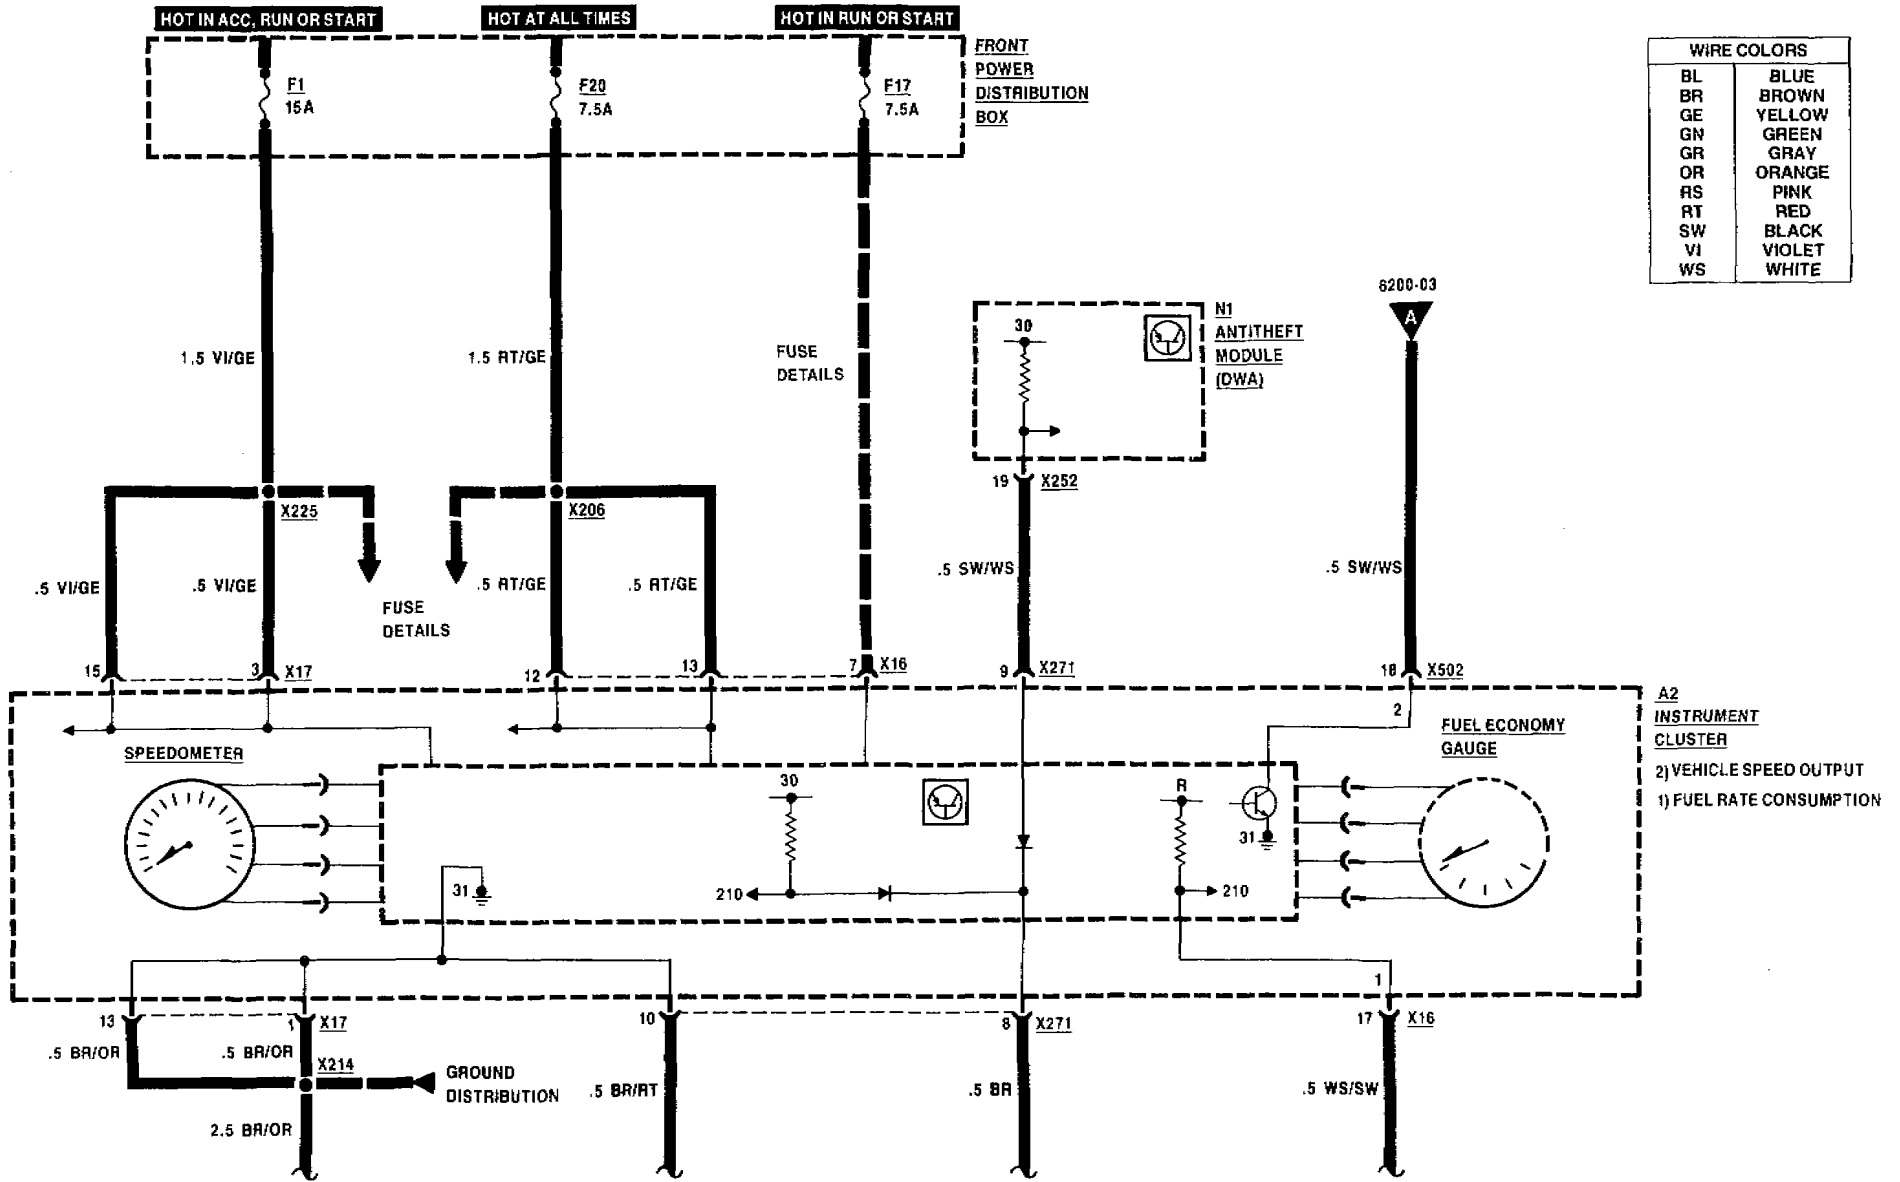 HOT IN ACC, RUN OR START
HOT AT ALL TIMES
HOT IN RUN OR START
FRONT
POWER
DISTRIBUTION
BOX
F1
15A
F20
7.5A
F17
7.5A
WIRE COLORS
BL BLUE
BR BROWN
GE YELLOW
GN GREEN
GR GRAY
OR ORANGE
RS PINK
RT RED
SW BLACK
VI VIOLET
WS WHITE
6200-03
A
N1
ANTITHEFT
MODULE
(DWA)
30
1.5 VI/GE
1.5 RT/GE
FUSE
DETAILS
19 X252
X225
X206
.5 VI/GE
.5 VI/GE
FUSE
DETAILS
.5 RT/GE
.5 RT/GE
.5 SW/WS
.5 SW/WS
15
3 X17
12
13
7 X16
9 X271
18 X502
2
A2
INSTRUMENT
CLUSTER
2) VEHICLE SPEED OUTPUT
1) FUEL RATE CONSUMPTION
SPEEDOMETER
FUEL ECONOMY
GAUGE
30
R
31
31
210
210
1
13
1 X17
10
8 X271
17 X16
.5 BR/OR
.5 BR/OR
X214
GROUND
DISTRIBUTION
2.5 BR/OR
.5 BR/RT
.5 BR
.5 WS/SW